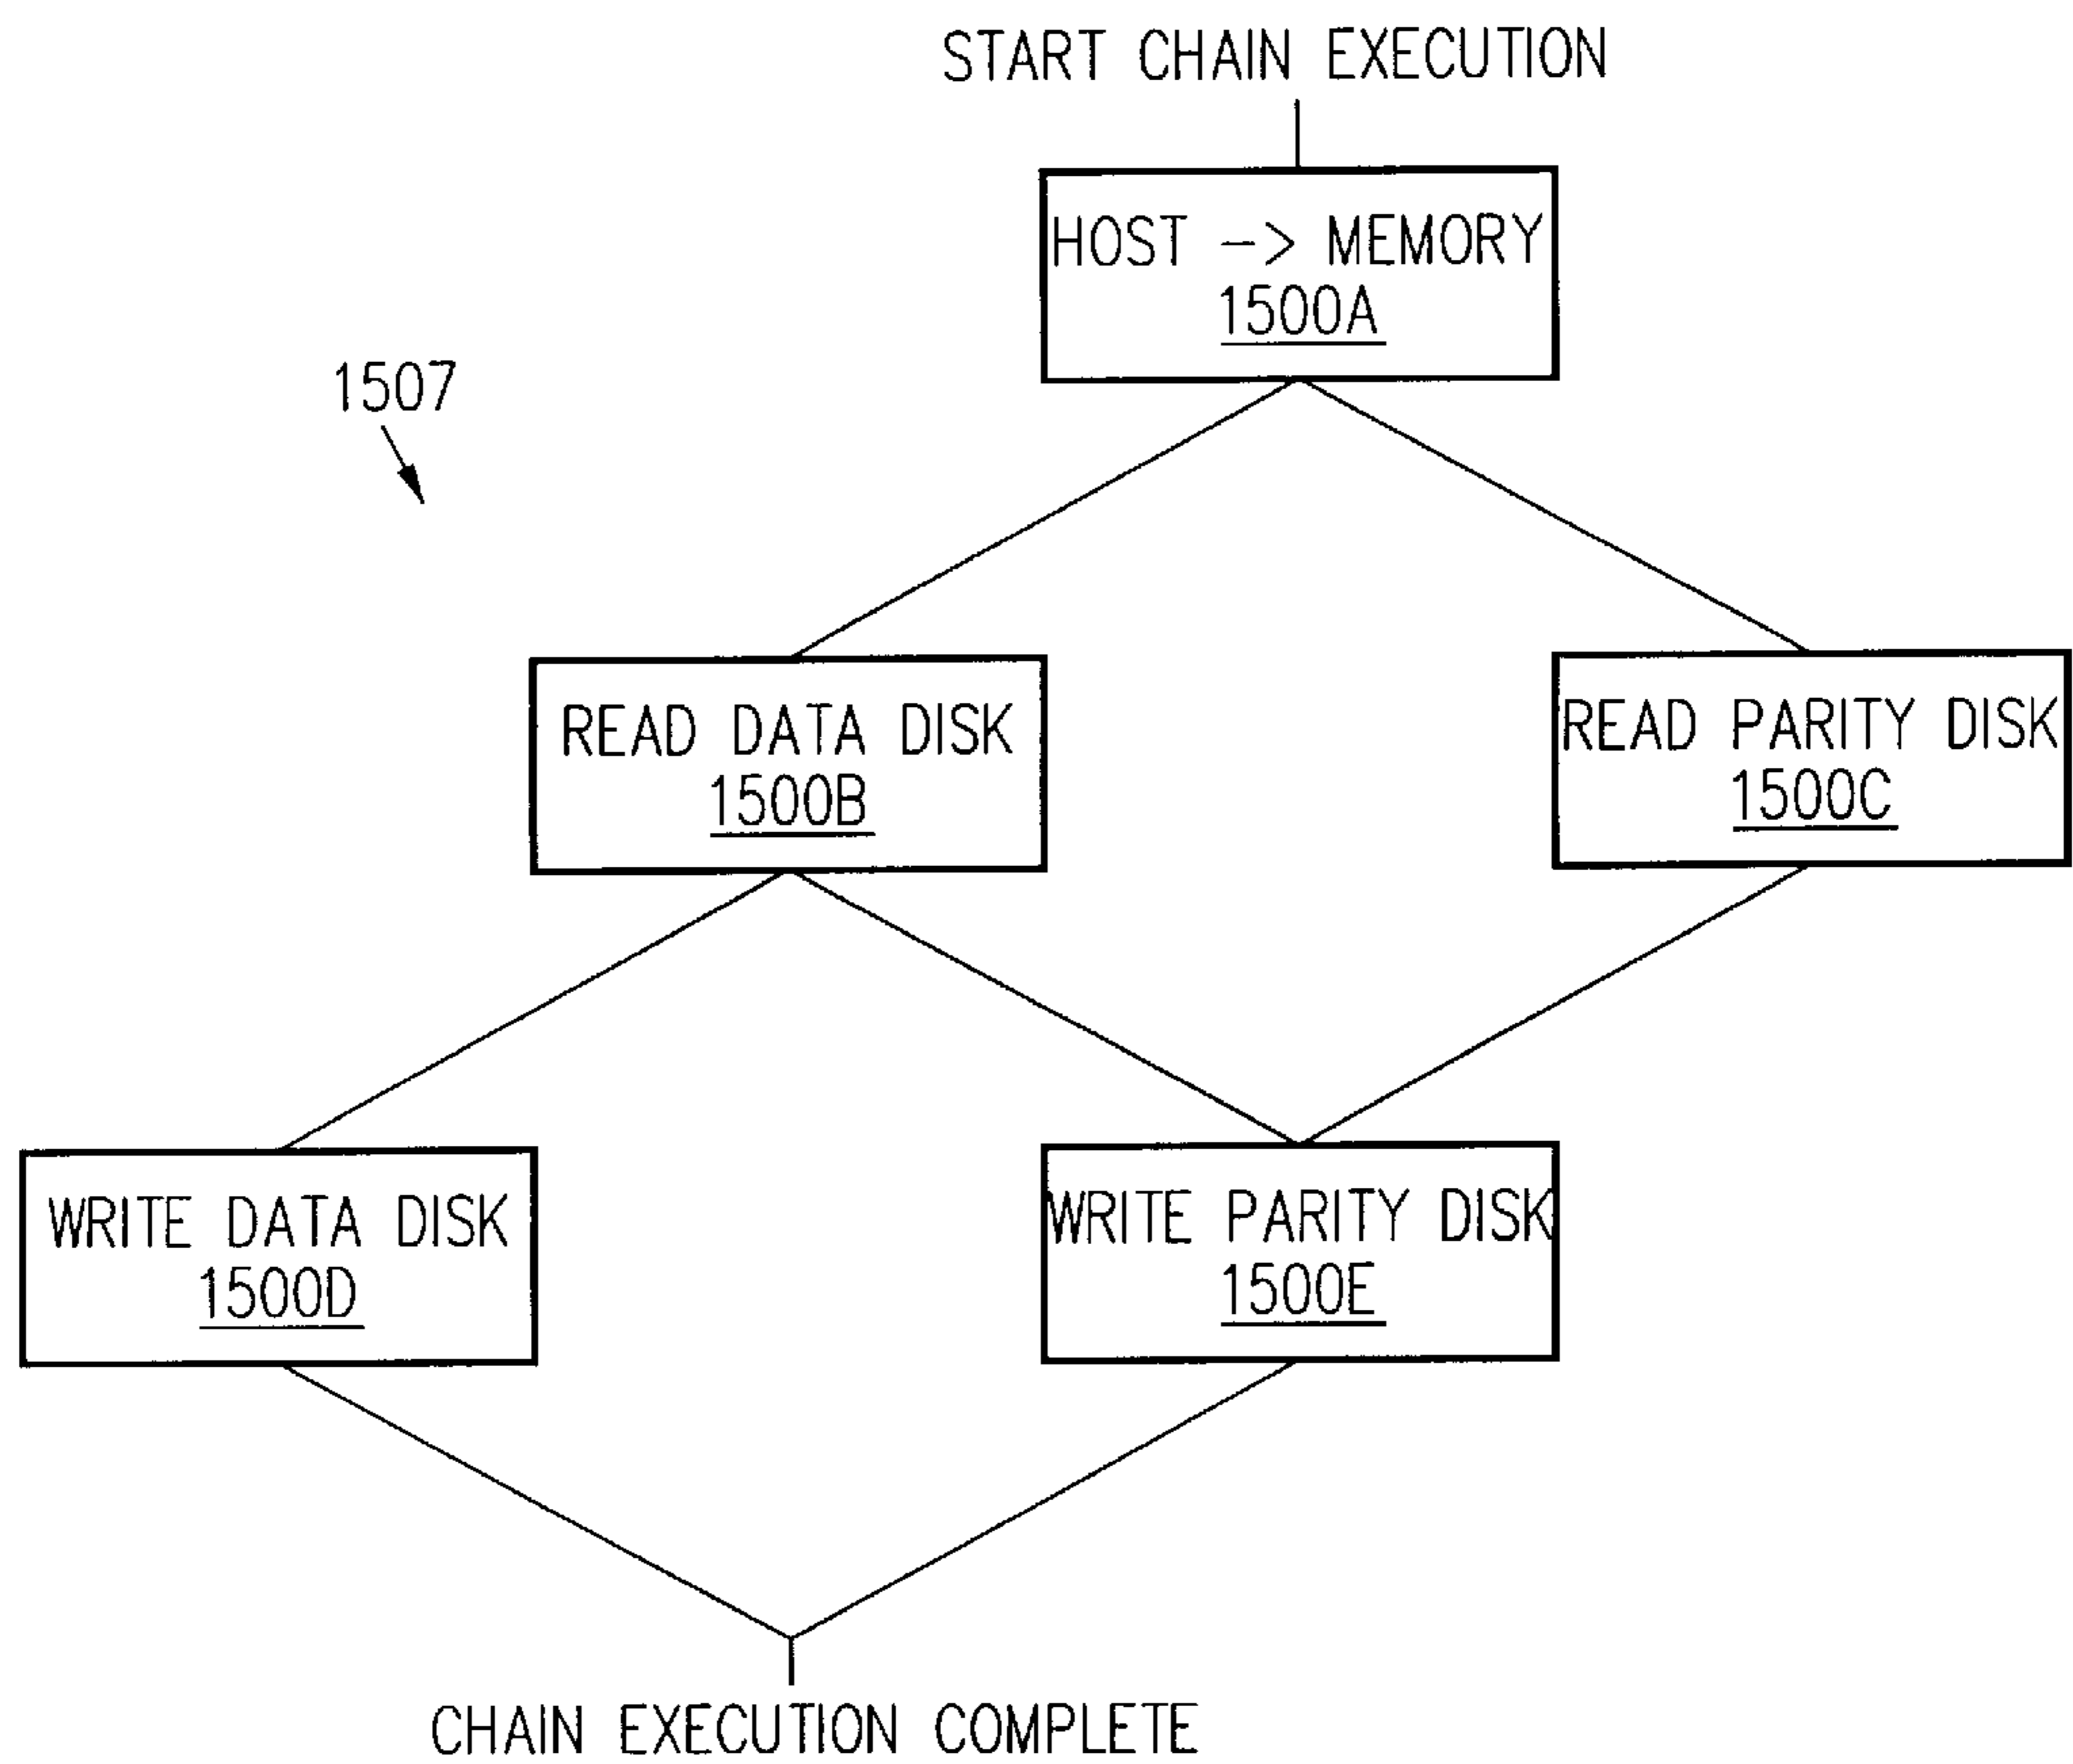 START CHAIN EXECUTION
HOST -> MEMORY
1500A
1507
READ DATA DISK
1500B
READ PARITY DISK
1500C
WRITE DATA DISK
1500D
WRITE PARITY DISK
1500E
CHAIN EXECUTION COMPLETE